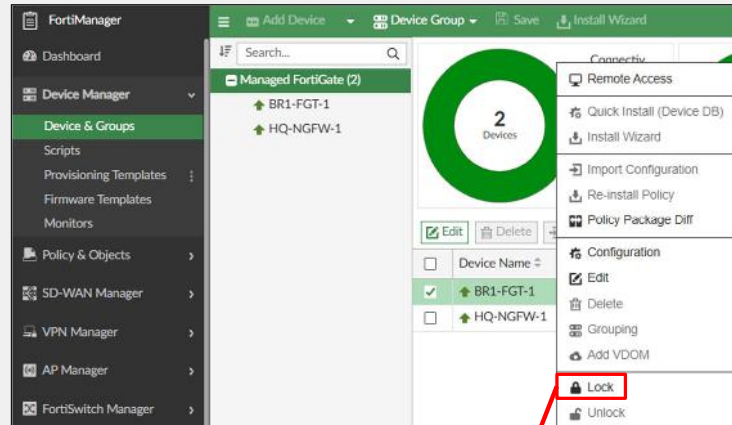 FortiManager
Add Device
Device Group
Save
Install Wizard
Dashboard
Device Manager
Device & Groups
Scripts
Provisioning Templates
Firmware Templates
Monitors
Policy & Objects
SD-WAN Manager
VPN Manager
AP Manager
FortiSwitch Manager
Search...
Managed FortiGate (2)
BR1-FGT-1
HQ-NGFW-1
2
Devices
Connectiv
Edit
Delete
Device Name
BR1-FGT-1
HQ-NGFW-1
Remote Access
Quick Install (Device DB)
Install Wizard
Import Configuration
Re-install Policy
Policy Package Diff
Configuration
Edit
Delete
Grouping
Add VDOM
Lock
Unlock